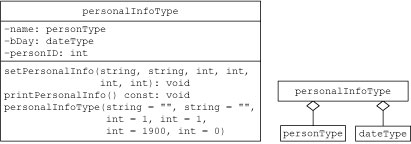 personalInfoType
-name: personType
-bDay: dateType
-personID: int
setPersonalInfo(string, string, int, int,
int, int): void
printPersonalInfo() const: void
personalInfoType(string = "", string = "",
int = 1, int = 1,
int = 1900, int = 0)
personalInfoType
personType
dateType